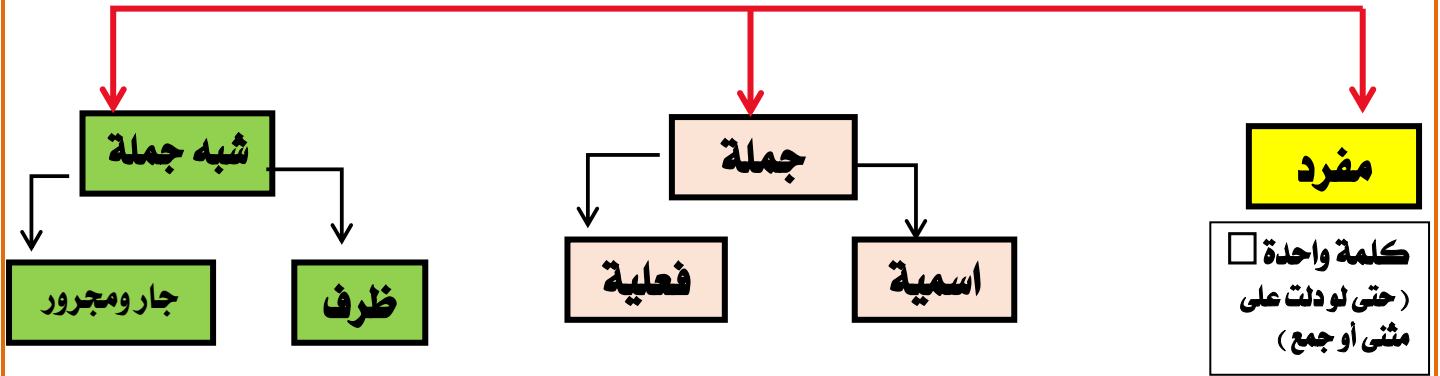 مفرد
كلمة واحدة
(حتى لو دلت على
مثنى أو جمع)
جملة
اسمية
فعلية
شبه جملة
ظرف
جار ومجرور